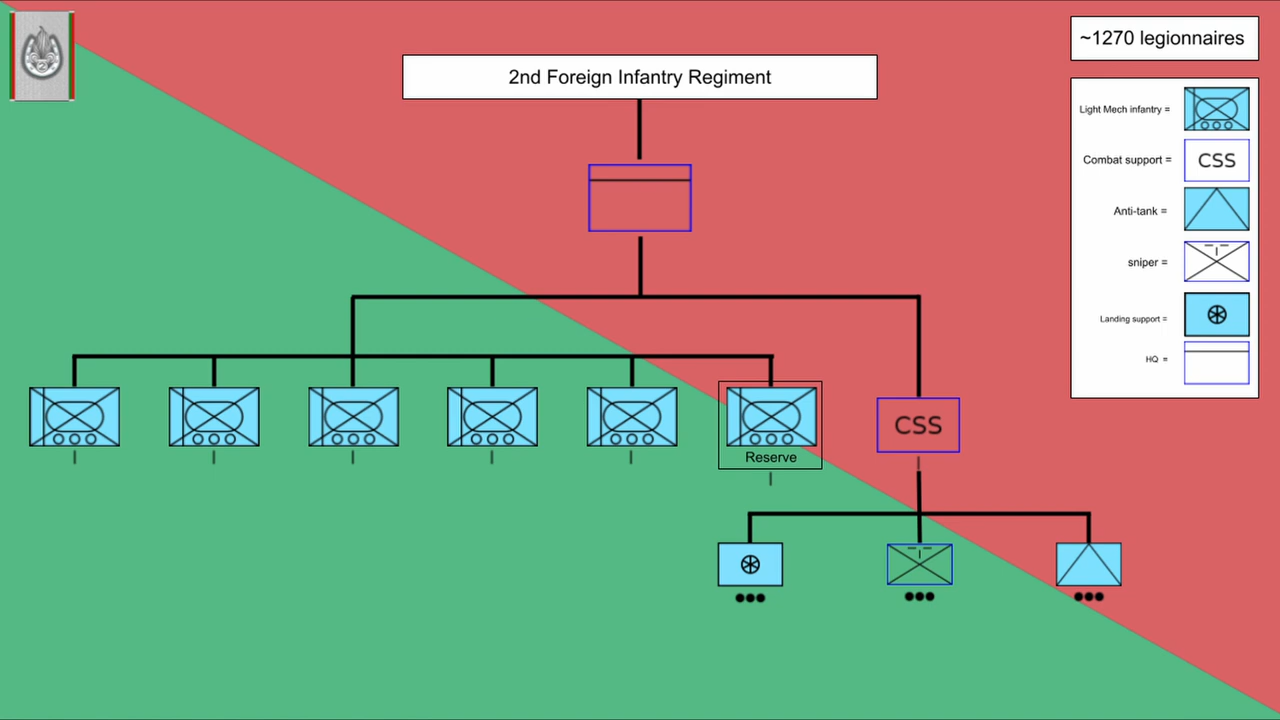 ~1270 legionnaires
2nd Foreign Infantry Regiment
Light Mech infantry =
Combat support =
CSS
Anti-tank =
sniper =
Landing support =
HQ =
CSS
Reserve